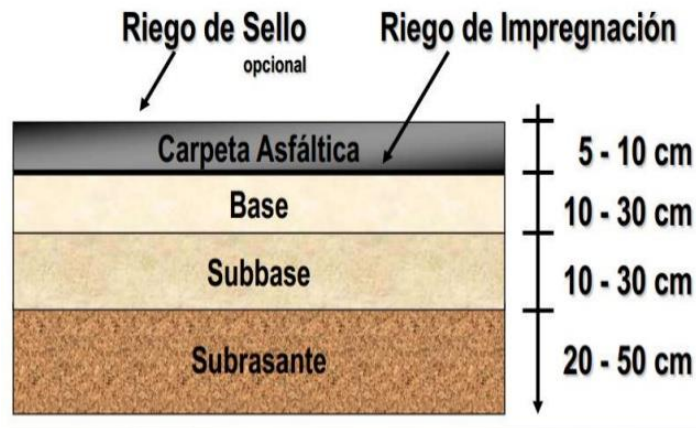 Riego de Sello
opcional
Riego de Impregnación
Carpeta Asfáltica
5 - 10 cm
Base
10 - 30 cm
Subbase
10 - 30 cm
Subrasante
20 - 50 cm